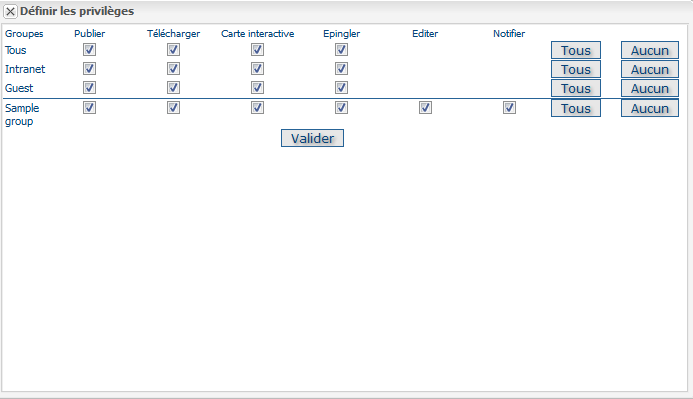 Définir les privilèges
Groupes Publier Télécharger Carte interactive Epingler Editer Notifier
Tous Tous Aucun
Intranet Tous Aucun
Guest Tous Aucun
Sample Tous Aucun
group
Valider